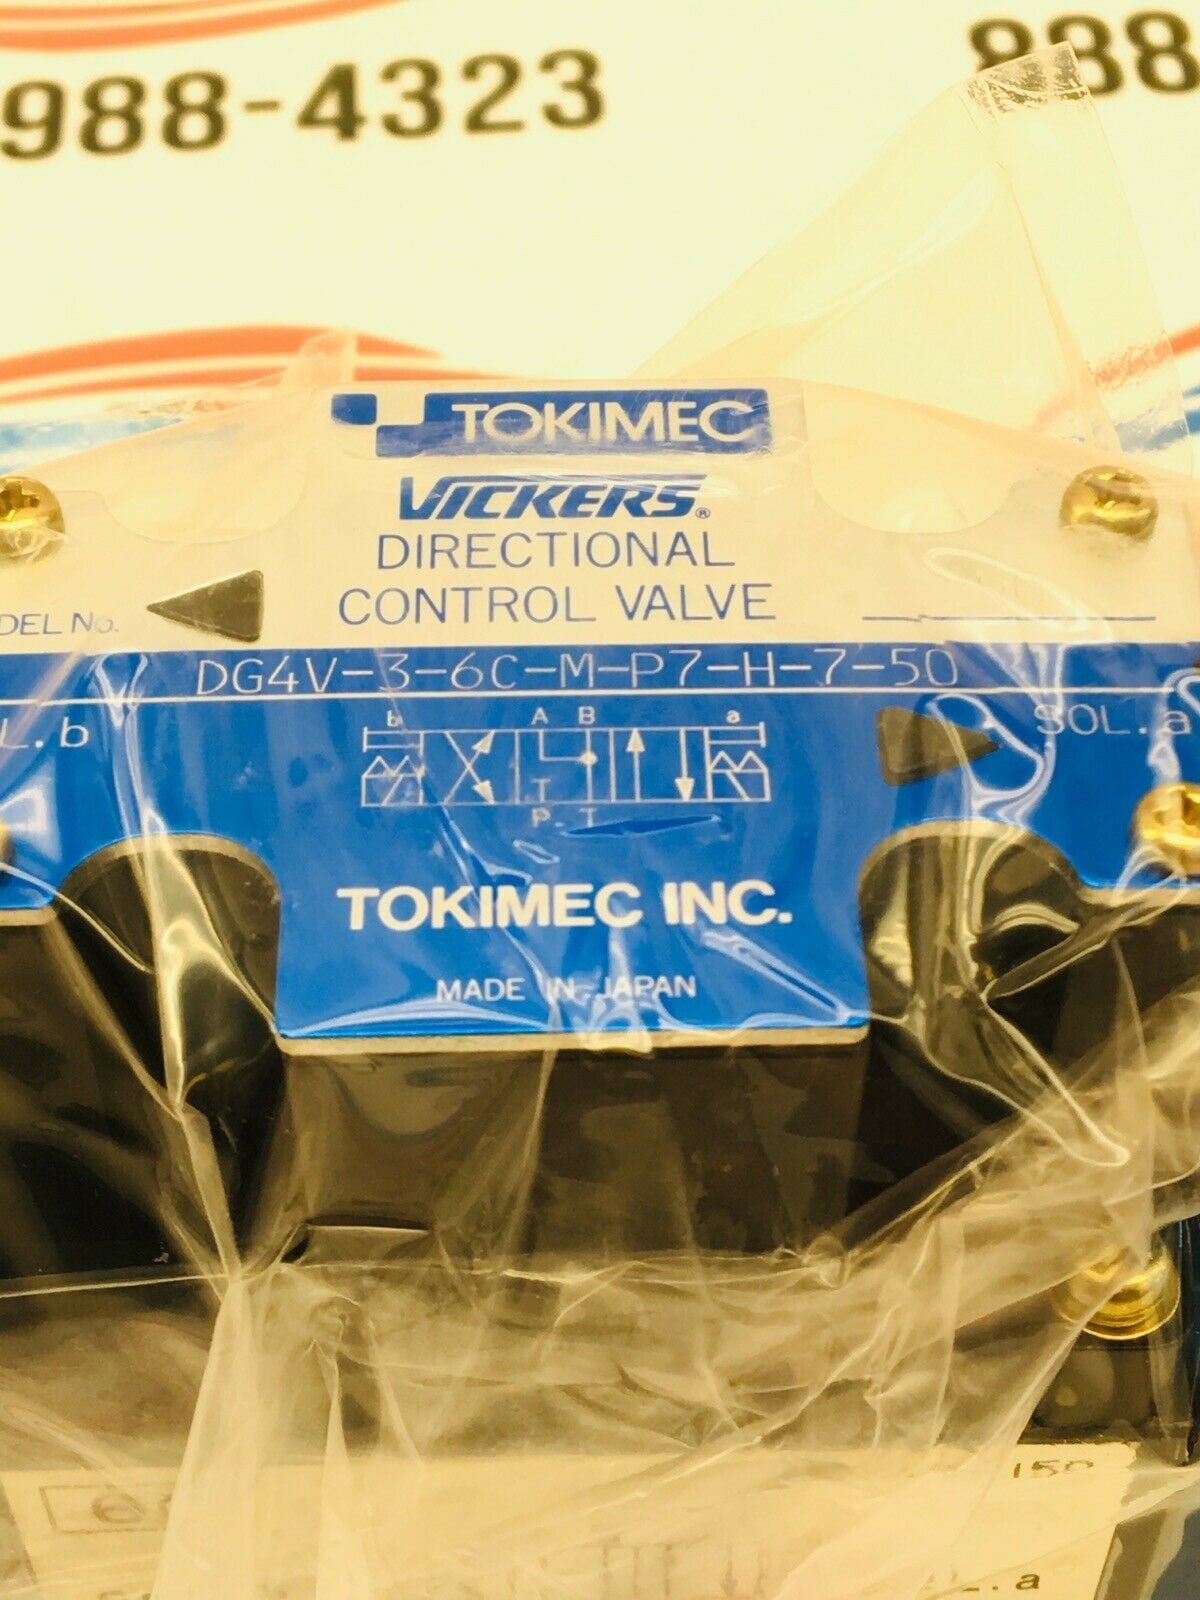 988-4323 888
TOKIMEC
VICKERS®
DIRECTIONAL
CONTROL VALVE
DEL No.
DG4V-3-6C-M-P7-H-7-50
L.b SOL.a
b A B a
T
P T
TOKIMEC INC.
MADE IN JAPAN
.a